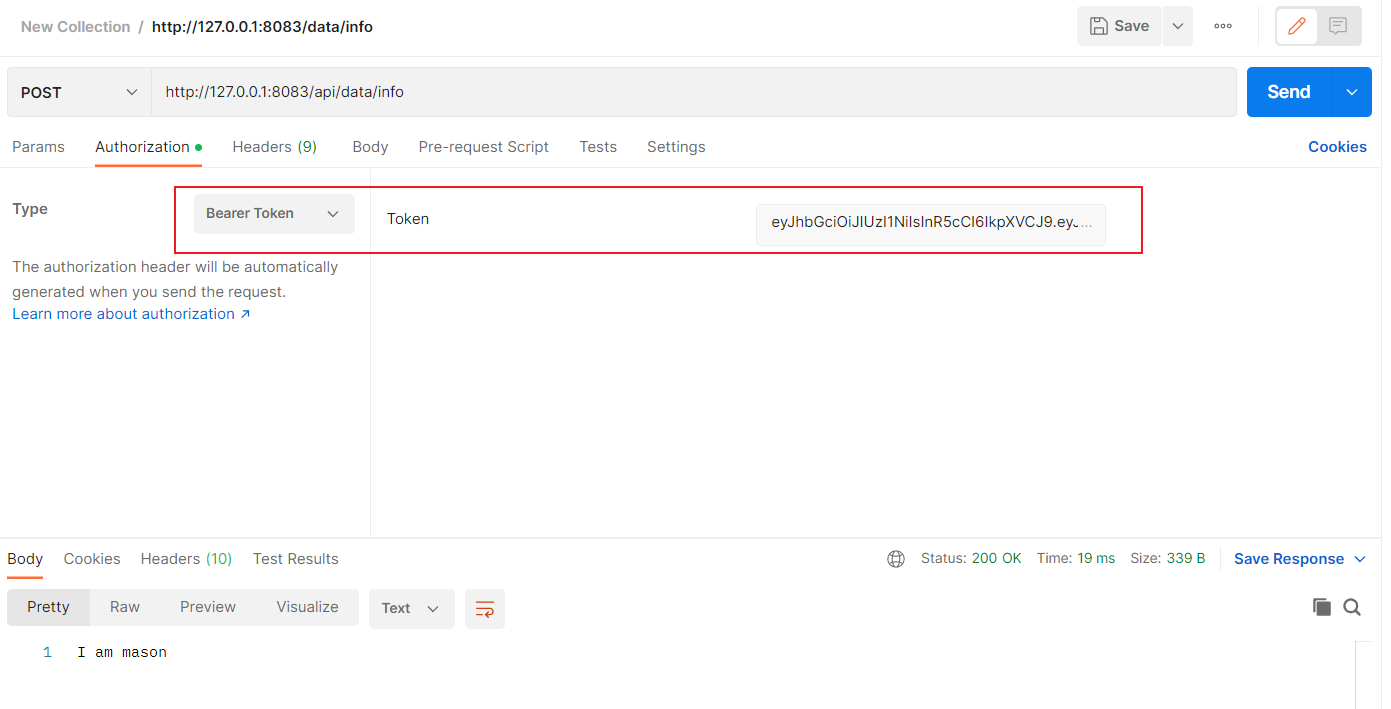 New Collection / http://127.0.0.1:8083/data/info
Save
POST
http://127.0.0.1:8083/api/data/info
Send
Params Authorization Headers (9) Body Pre-request Script Tests Settings Cookies
Type
Bearer Token
Token
eyJhbGciOiJIUzI1NiIsInR5cCI6IkpXVCJ9.eyJ...
The authorization header will be automatically
generated when you send the request.
Learn more about authorization ↗
Body Cookies Headers (10) Test Results
Status: 200 OK Time: 19 ms Size: 339 B Save Response
Pretty Raw Preview Visualize Text
1 I am mason